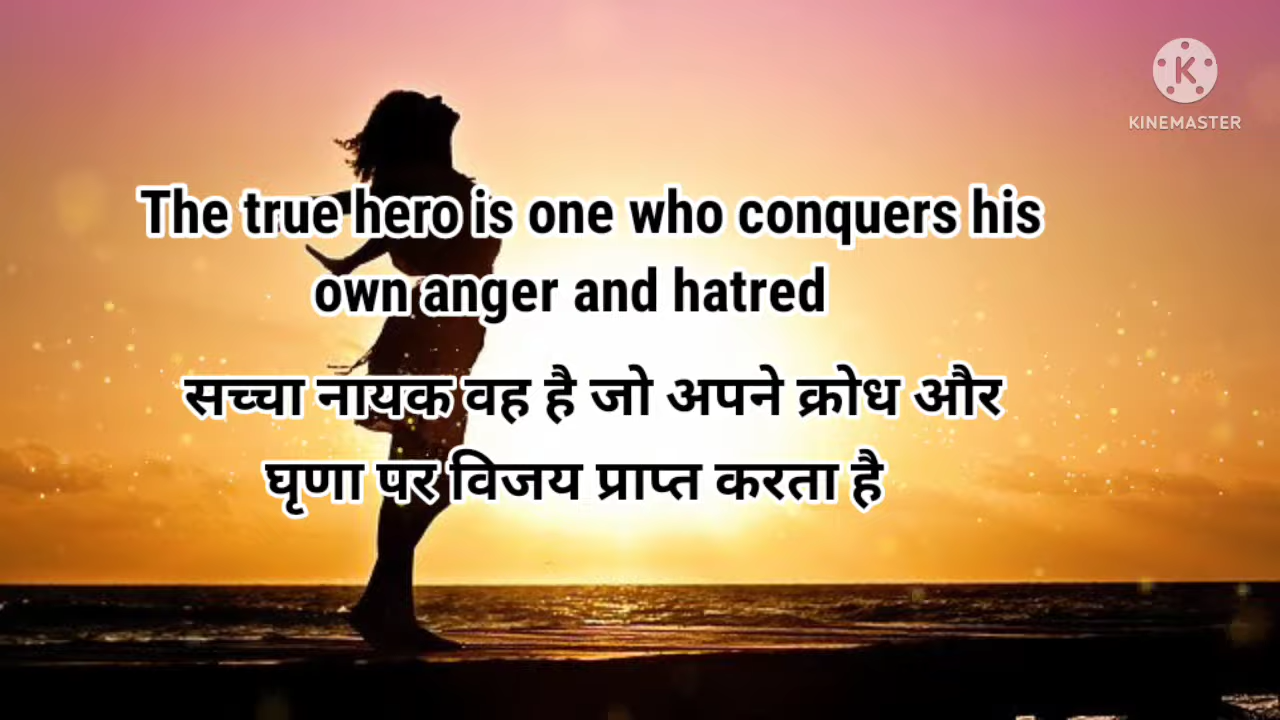 KINEMASTER
The true hero is one who conquers his
own anger and hatred
सच्चा नायक वह है जो अपने क्रोध और
घृणा पर विजय प्राप्त करता है